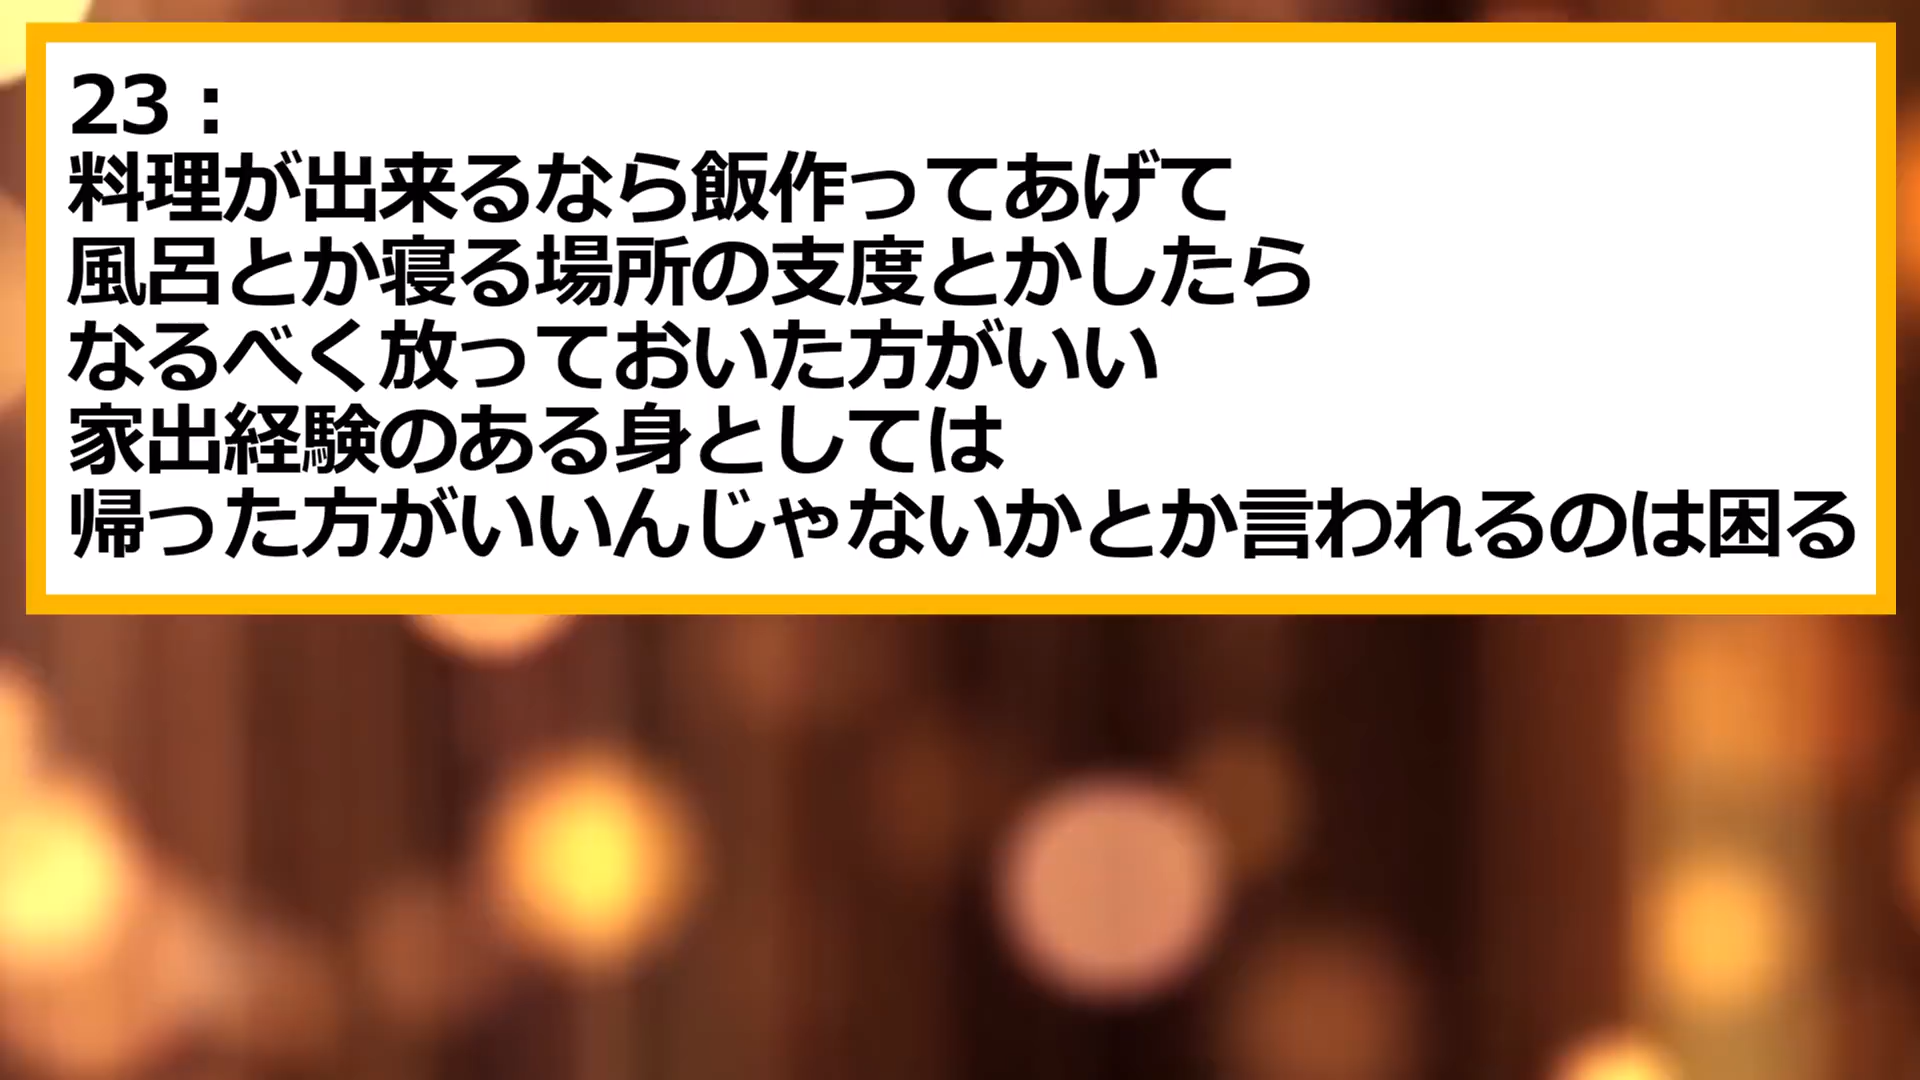 23：
料理が出来るなら飯作ってあげて
風呂とか寝る場所の支度とかしたら
なるべく放っておいた方がいい
家出経験のある身としては
帰った方がいいんじゃないかとか言われるのは困る